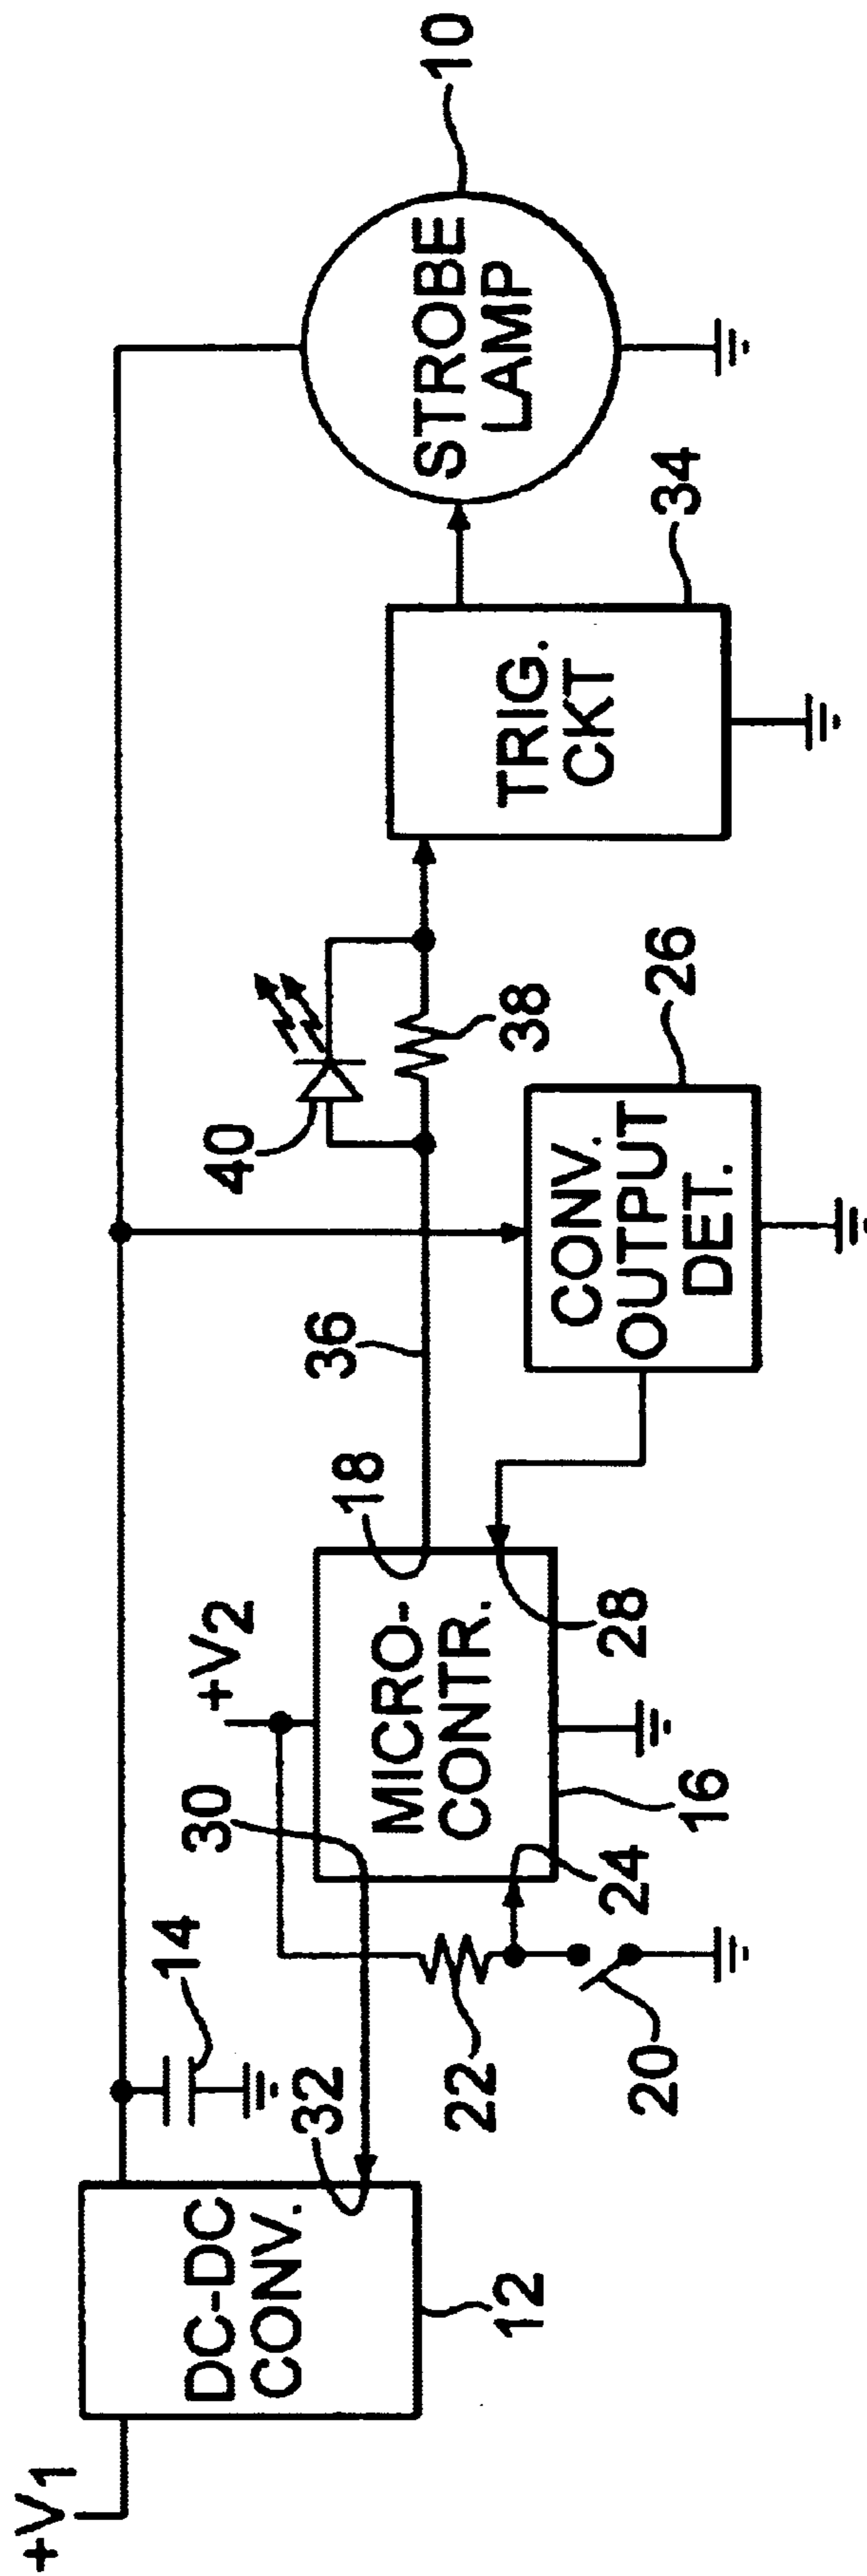 +V1
DC-DC
CONV.
12
32
14
30
+V2
MICRO-
CONTR.
16
18
28
24
22
20
36
40
38
CONV.
OUTPUT
DET.
26
TRIG.
CKT
34
STROBE
LAMP
10